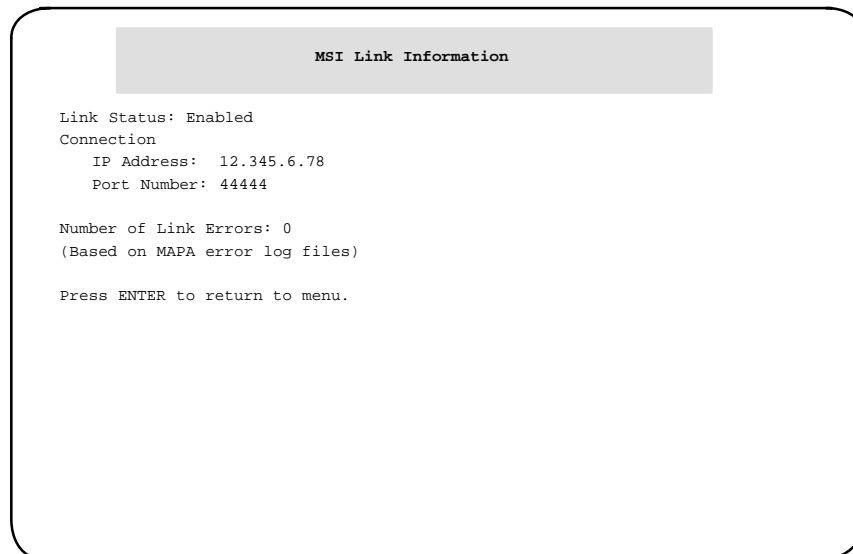 MSI Link Information
Link Status: Enabled
Connection
IP Address: 12.345.6.78
Port Number: 44444
Number of Link Errors: 0
(Based on MAPA error log files)
Press ENTER to return to menu.